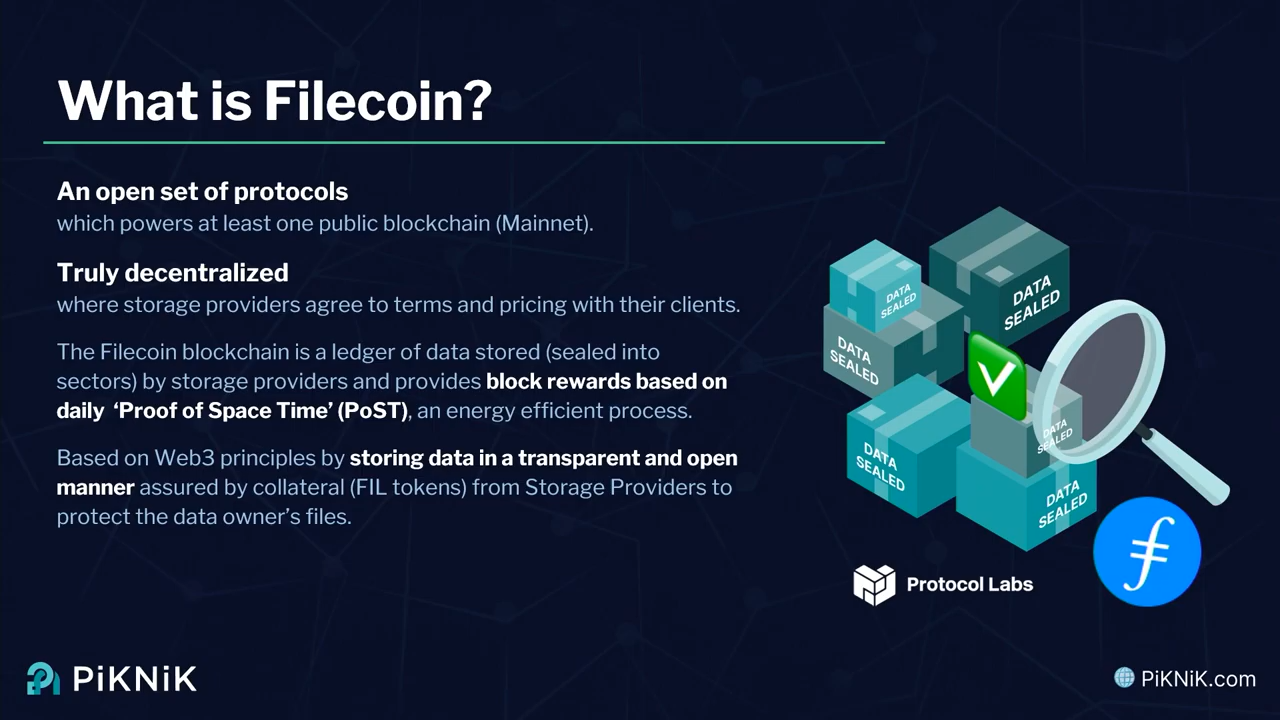 What is Filecoin?
An open set of protocols
which powers at least one public blockchain (Mainnet).
Truly decentralized
where storage providers agree to terms and pricing with their clients.
The Filecoin blockchain is a ledger of data stored (sealed into
sectors) by storage providers and provides block rewards based on
daily  ‘Proof of Space Time’ (PoST), an energy efficient process.
Based on Web3 principles by storing data in a transparent and open
manner assured by collateral (FIL tokens) from Storage Providers to
protect the data owner’s files.
DATA
SEALED
DATA
SEALED
DATA
SEALED
DATA
SEALED
DATA
SEALED
DATA
SEALED
Protocol Labs
PiKNiK
PiKNiK.com